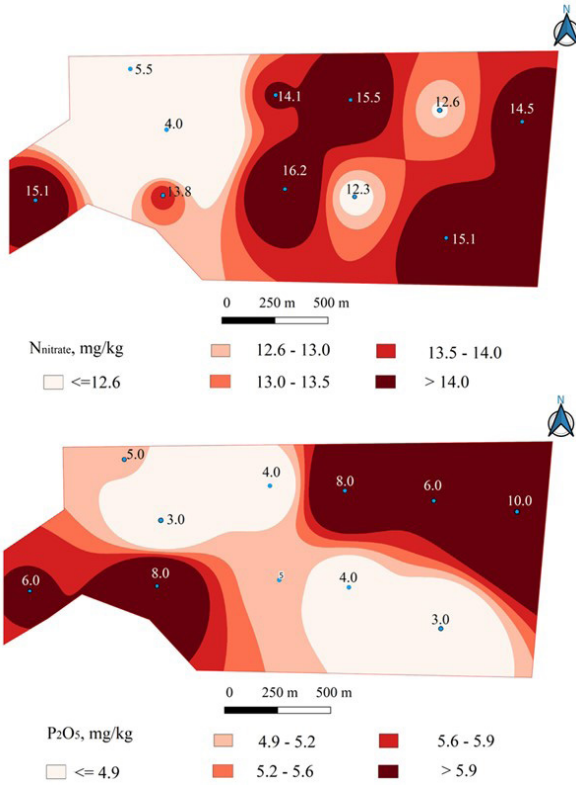 N
5.5
14.1
15.5
12.6
14.5
4.0
16.2
15.1
13.8
12.3
15.1
0 250 m 500 m
Nnitrate, mg/kg
12.6 - 13.0
13.5 - 14.0
<=12.6
13.0 - 13.5
> 14.0
N
5.0
4.0
8.0
6.0
10.0
3.0
6.0
8.0
5
4.0
3.0
0 250 m 500 m
P2O5, mg/kg
4.9 - 5.2
5.6 - 5.9
<= 4.9
5.2 - 5.6
> 5.9